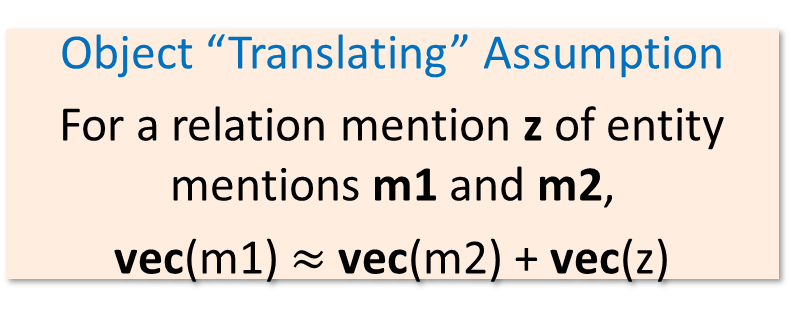 Object “Translating” Assumption
For a relation mention z of entity
mentions m1 and m2,
vec(m1) ≈ vec(m2) + vec(z)